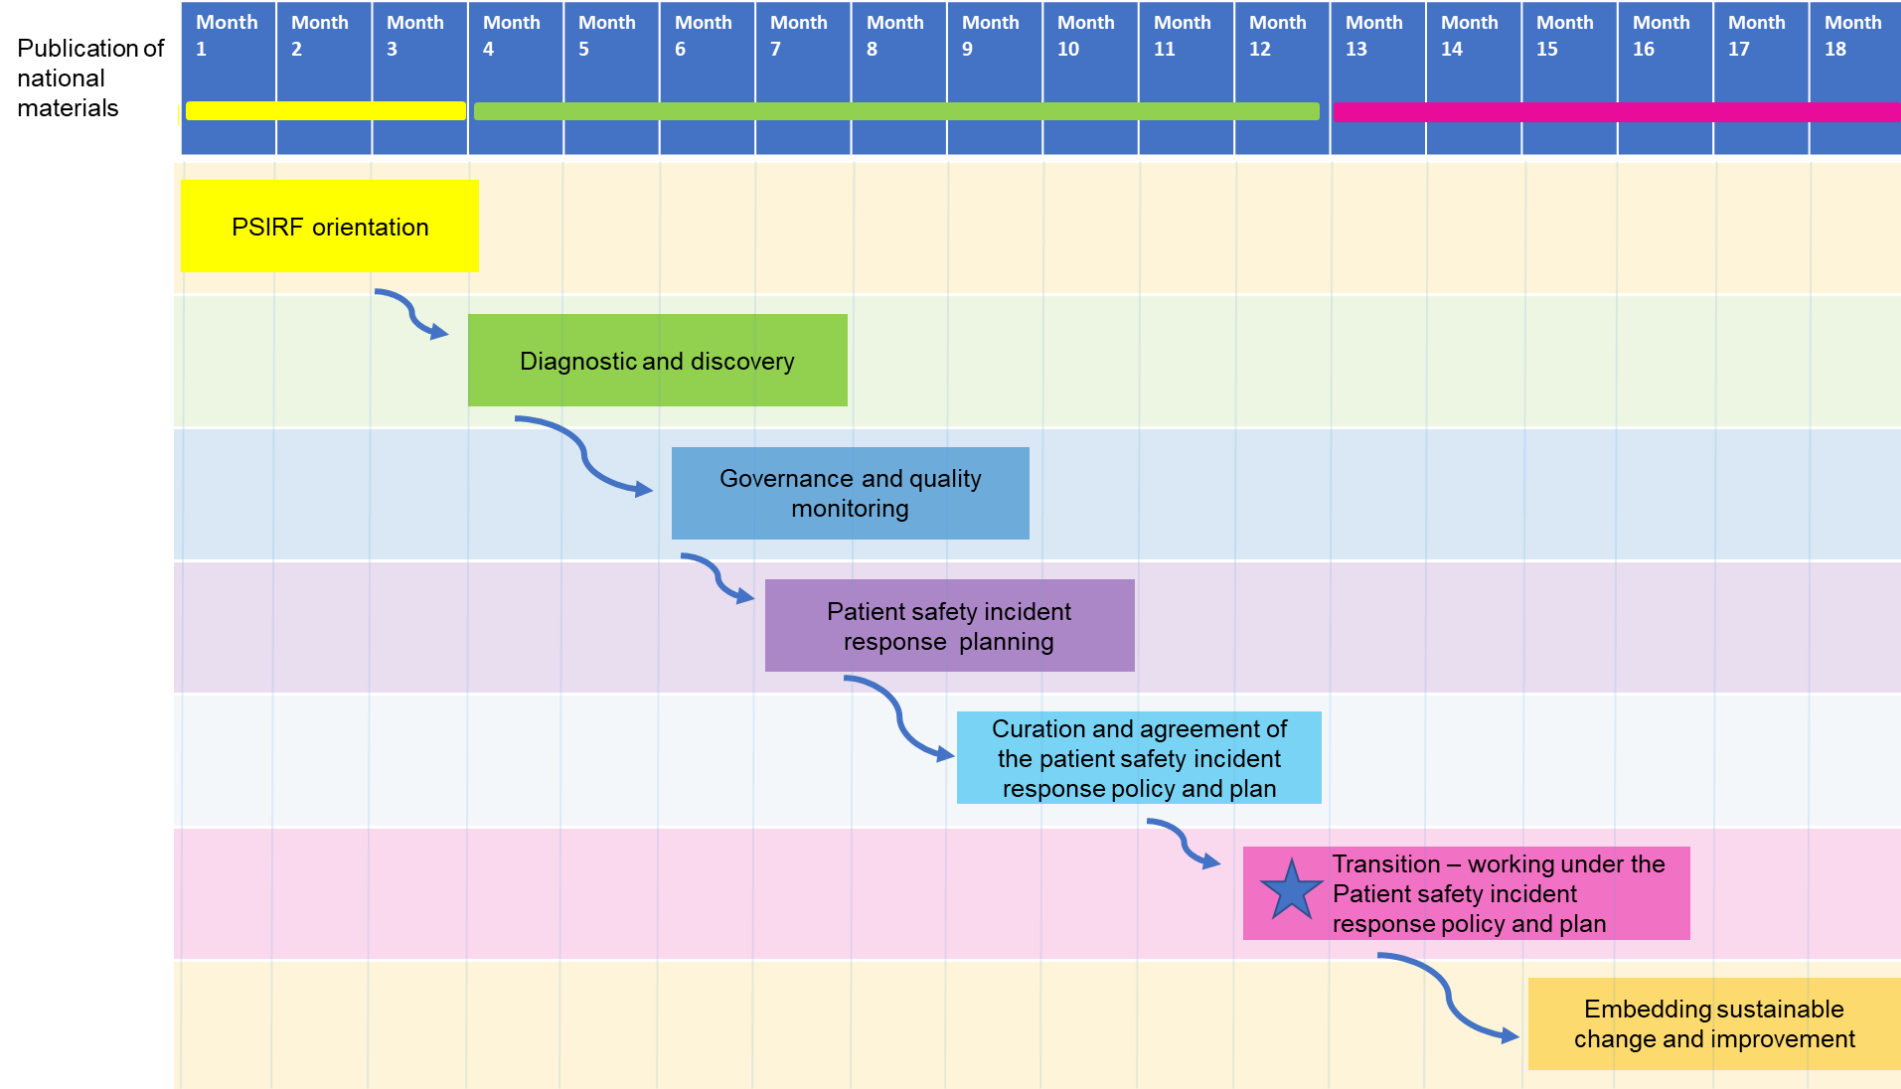 Publication of
national
materials
Month
1
Month
2
Month
3
Month
4
Month
5
Month
6
Month
7
Month
8
Month
9
Month
10
Month
11
Month
12
Month
13
Month
14
Month
15
Month
16
Month
17
Month
18
PSIRF orientation
Diagnostic and discovery
Governance and quality
monitoring
Patient safety incident
response planning
Curation and agreement of
the patient safety incident
response policy and plan
Transition – working under the
Patient safety incident
response policy and plan
Embedding sustainable
change and improvement